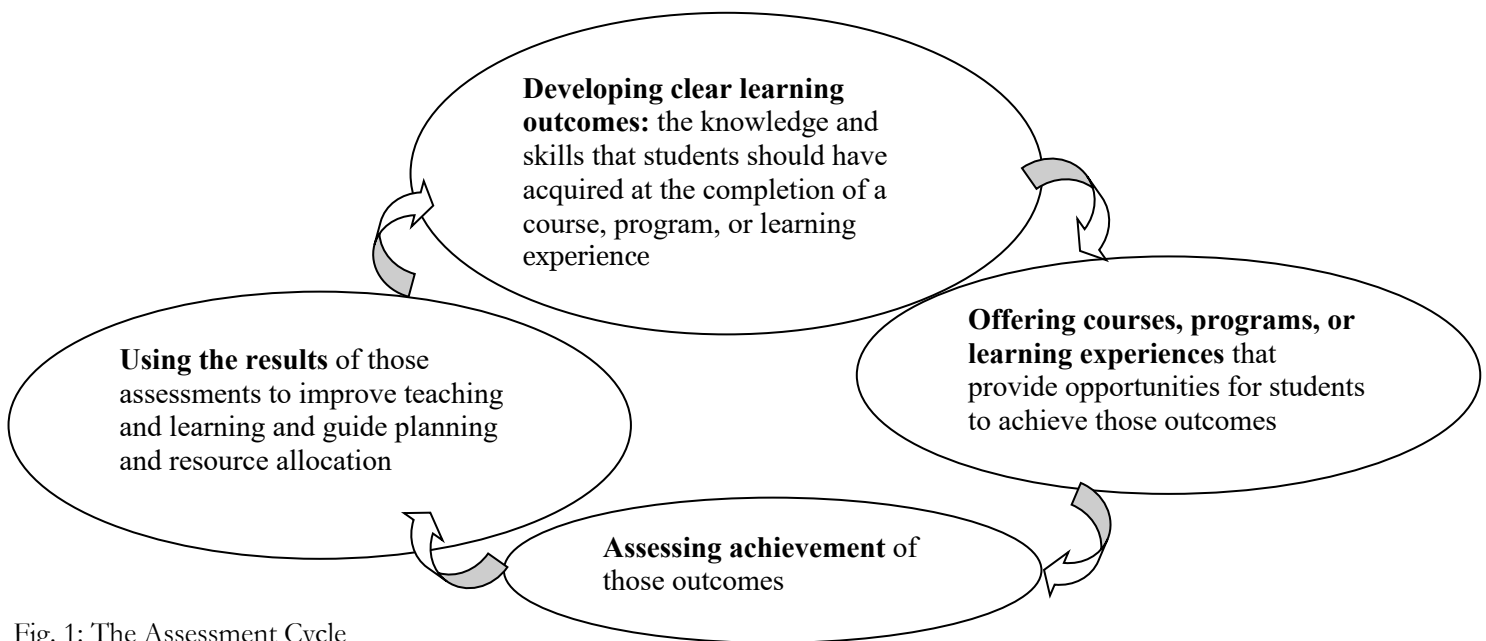 Developing clear learning
outcomes: the knowledge and
skills that students should have
acquired at the completion of a
course, program, or learning
experience
Offering courses, programs, or
learning experiences that
provide opportunities for students
to achieve those outcomes
Assessing achievement of
those outcomes
Using the results of those
assessments to improve teaching
and learning and guide planning
and resource allocation
Fig. 1: The Assessment Cycle